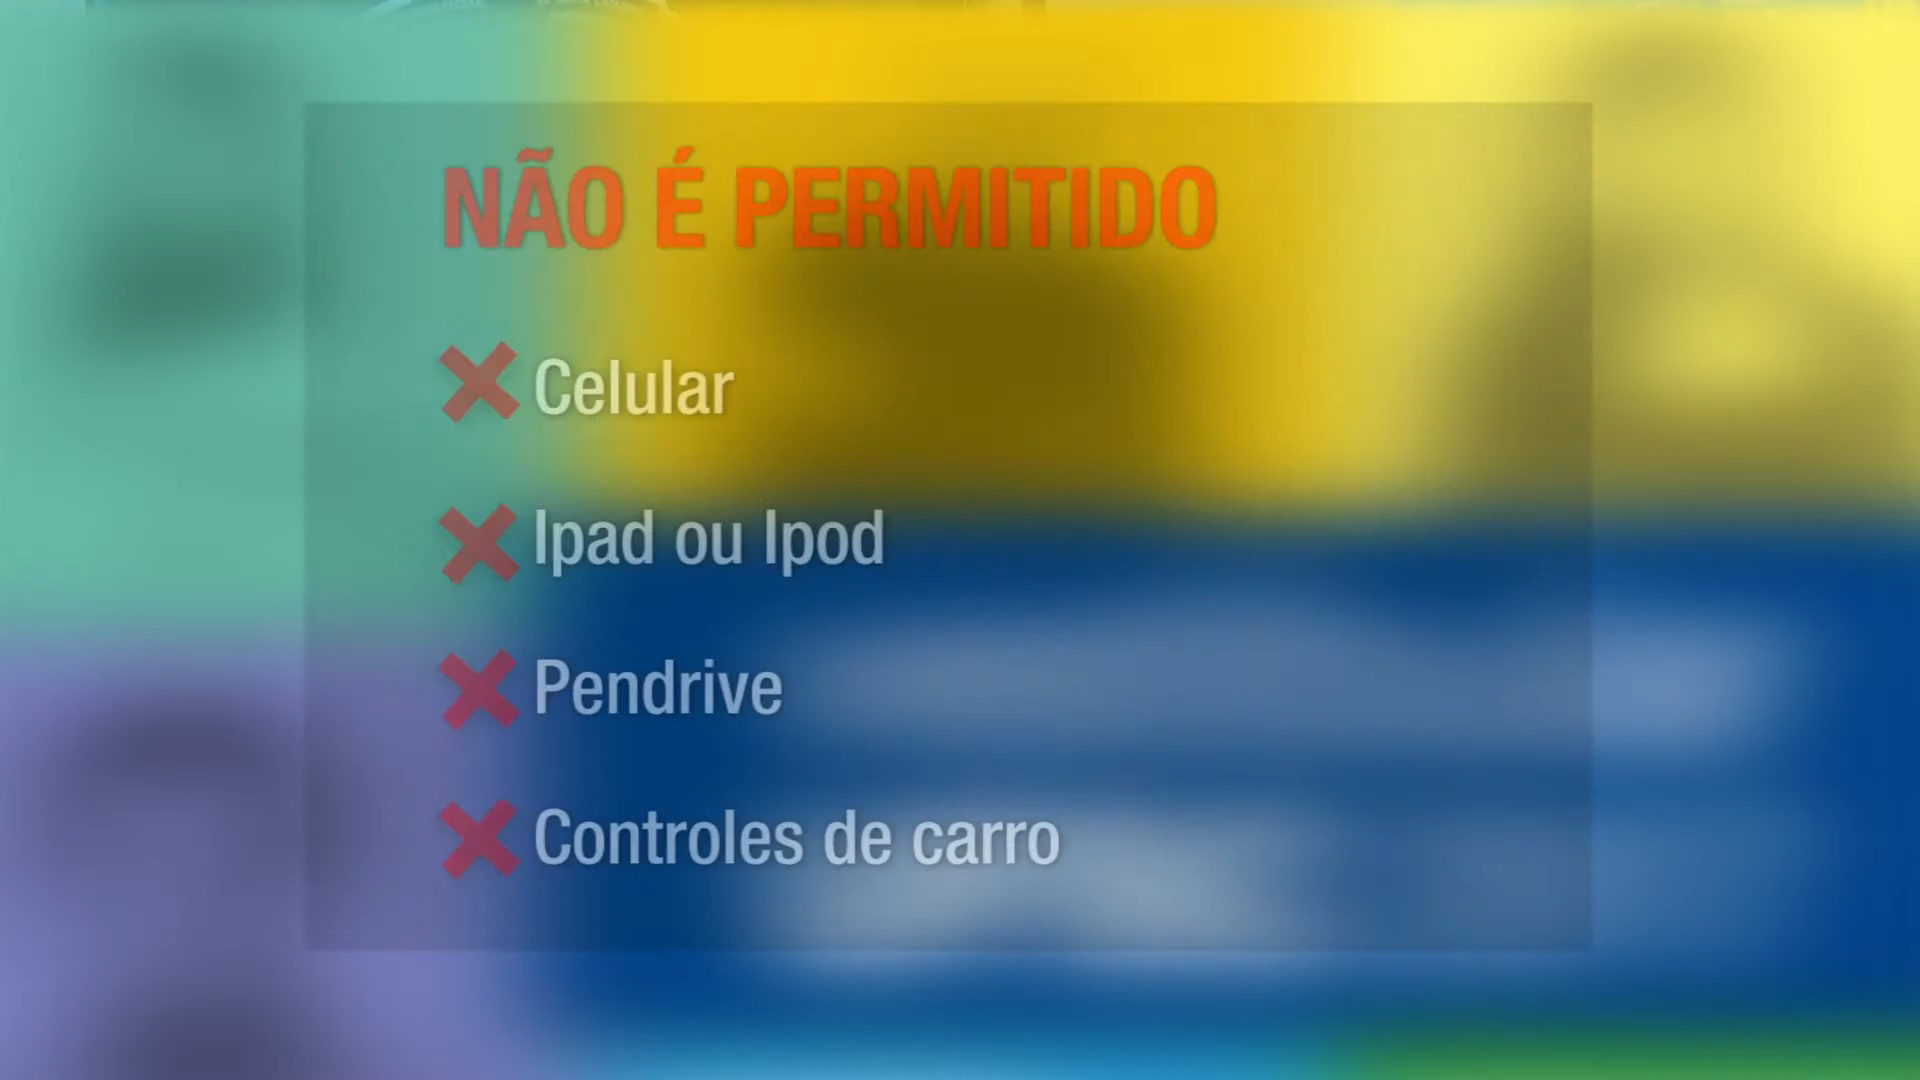 NÃO É PERMITIDO
Celular
Ipad ou Ipod
Pendrive
Controles de carro